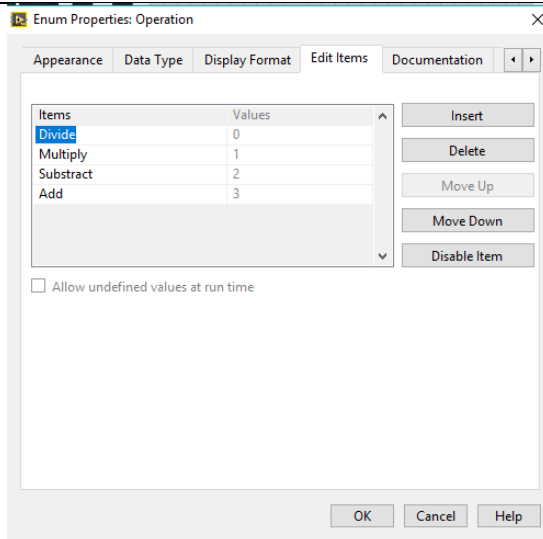 Enum Properties: Operation
Appearance Data Type Display Format Edit Items Documentation
Items Values
Divide 0
Multiply 1
Substract 2
Add 3
Insert
Delete
Move Up
Move Down
Disable Item
Allow undefined values at run time
OK Cancel Help